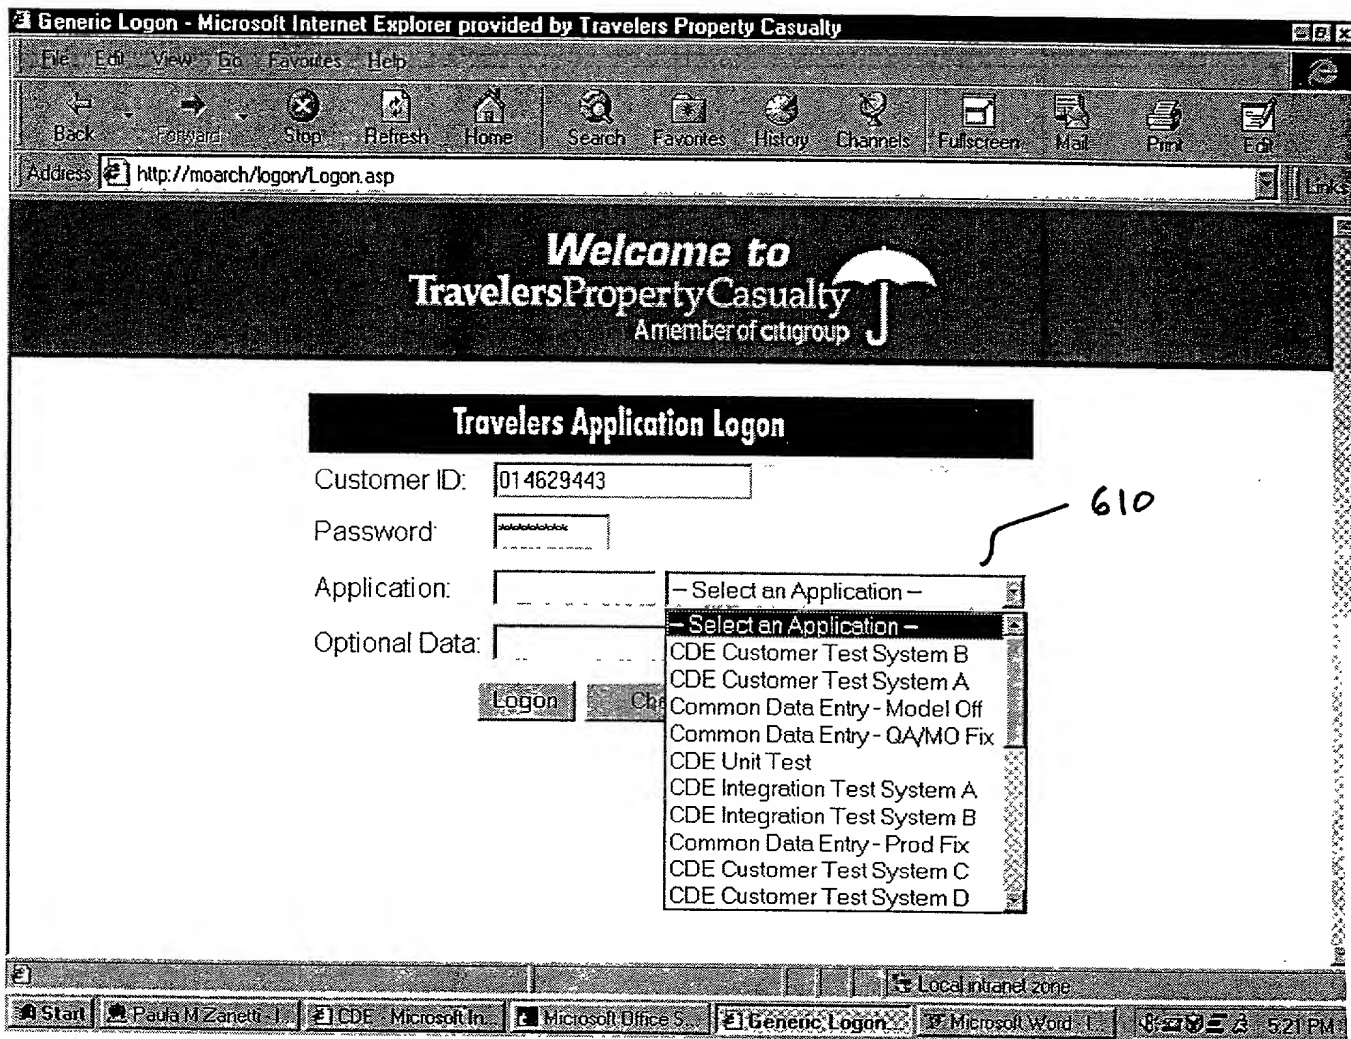 Generic Logon - Microsoft Internet Explorer provided by Travelers Property Casualty
File Edit View Go Favorites Help
Back Forward Stop Refresh Home Search Favorites History Channels Fullscreen Mail Print Edit
Address http://moarch/logon/Logon.asp Links
Welcome to
TravelersPropertyCasualty
A member of citigroup
Travelers Application Logon
Customer ID: 014629443
Password: ********
610
Application: – Select an Application –
– Select an Application –
Optional Data:
CDE Customer Test System B
CDE Customer Test System A
Logon
Common Data Entry - Model Off
Common Data Entry - QA/MO Fix
CDE Unit Test
CDE Integration Test System A
CDE Integration Test System B
Common Data Entry - Prod Fix
CDE Customer Test System C
CDE Customer Test System D
Local intranet zone
Start Paula M Zanetti - I... CDE - Microsoft In... Microsoft Office S... Generic Logon... Microsoft Word - I... 5:21 PM